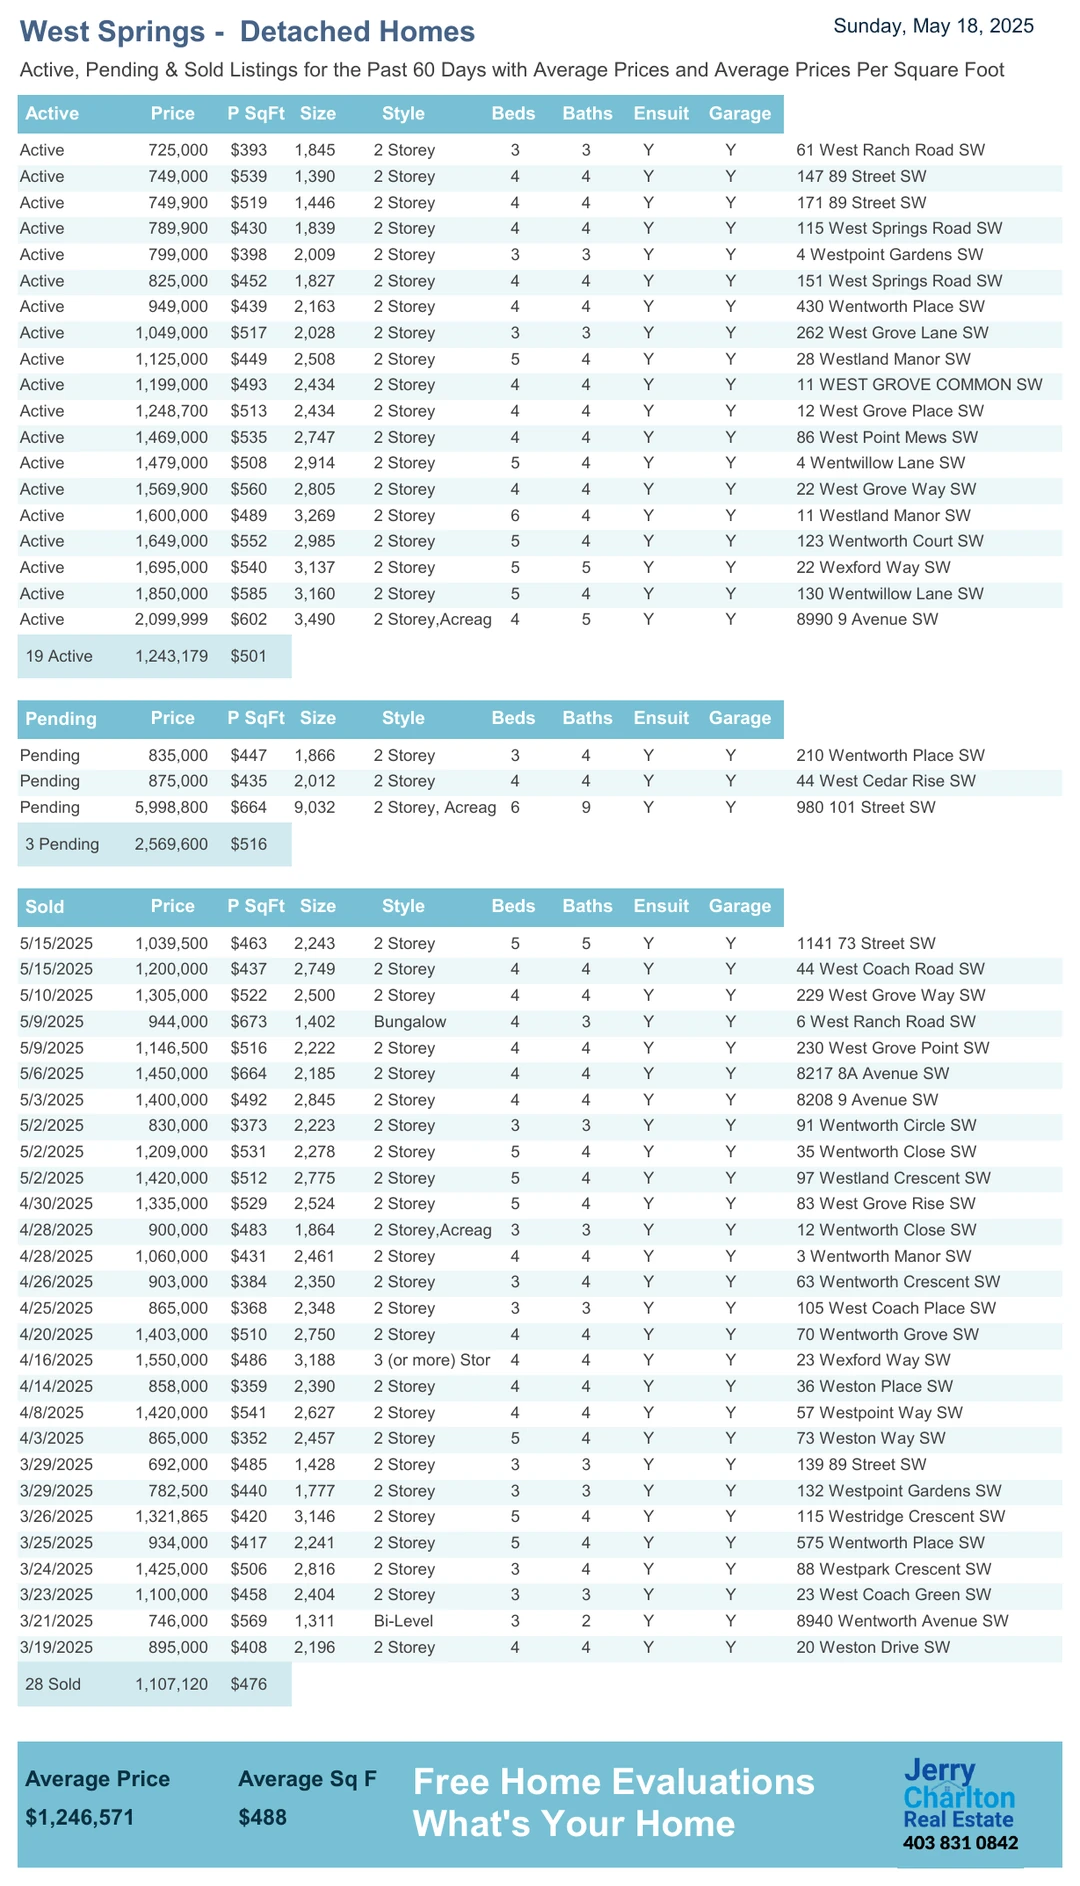 West Springs - Detached Homes
Sunday, May 18, 2025
Active, Pending & Sold Listings for the Past 60 Days with Average Prices and Average Prices Per Square Foot
Active Price P SqFt Size Style Beds Baths Ensuit Garage
Active 725,000 $393 1,845 2 Storey 3 3 Y Y 61 West Ranch Road SW
Active 749,000 $539 1,390 2 Storey 4 4 Y Y 147 89 Street SW
Active 749,900 $519 1,446 2 Storey 4 4 Y Y 171 89 Street SW
Active 789,900 $430 1,839 2 Storey 4 4 Y Y 115 West Springs Road SW
Active 799,000 $398 2,009 2 Storey 3 3 Y Y 4 Westpoint Gardens SW
Active 825,000 $452 1,827 2 Storey 4 4 Y Y 151 West Springs Road SW
Active 949,000 $439 2,163 2 Storey 4 4 Y Y 430 Wentworth Place SW
Active 1,049,000 $517 2,028 2 Storey 3 3 Y Y 262 West Grove Lane SW
Active 1,125,000 $449 2,508 2 Storey 5 4 Y Y 28 Westland Manor SW
Active 1,199,000 $493 2,434 2 Storey 4 4 Y Y 11 WEST GROVE COMMON SW
Active 1,248,700 $513 2,434 2 Storey 4 4 Y Y 12 West Grove Place SW
Active 1,469,000 $535 2,747 2 Storey 4 4 Y Y 86 West Point Mews SW
Active 1,479,000 $508 2,914 2 Storey 5 4 Y Y 4 Wentwillow Lane SW
Active 1,569,900 $560 2,805 2 Storey 4 4 Y Y 22 West Grove Way SW
Active 1,600,000 $489 3,269 2 Storey 6 4 Y Y 11 Westland Manor SW
Active 1,649,000 $552 2,985 2 Storey 5 4 Y Y 123 Wentworth Court SW
Active 1,695,000 $540 3,137 2 Storey 5 5 Y Y 22 Wexford Way SW
Active 1,850,000 $585 3,160 2 Storey 5 4 Y Y 130 Wentwillow Lane SW
Active 2,099,999 $602 3,490 2 Storey,Acreag 4 5 Y Y 8990 9 Avenue SW
19 Active 1,243,179 $501
Pending Price P SqFt Size Style Beds Baths Ensuit Garage
Pending 835,000 $447 1,866 2 Storey 3 4 Y Y 210 Wentworth Place SW
Pending 875,000 $435 2,012 2 Storey 4 4 Y Y 44 West Cedar Rise SW
Pending 5,998,800 $664 9,032 2 Storey, Acreag 6 9 Y Y 980 101 Street SW
3 Pending 2,569,600 $516
Sold Price P SqFt Size Style Beds Baths Ensuit Garage
5/15/2025 1,039,500 $463 2,243 2 Storey 5 5 Y Y 1141 73 Street SW
5/15/2025 1,200,000 $437 2,749 2 Storey 4 4 Y Y 44 West Coach Road SW
5/10/2025 1,305,000 $522 2,500 2 Storey 4 4 Y Y 229 West Grove Way SW
5/9/2025 944,000 $673 1,402 Bungalow 4 3 Y Y 6 West Ranch Road SW
5/9/2025 1,146,500 $516 2,222 2 Storey 4 4 Y Y 230 West Grove Point SW
5/6/2025 1,450,000 $664 2,185 2 Storey 4 4 Y Y 8217 8A Avenue SW
5/3/2025 1,400,000 $492 2,845 2 Storey 4 4 Y Y 8208 9 Avenue SW
5/2/2025 830,000 $373 2,223 2 Storey 3 3 Y Y 91 Wentworth Circle SW
5/2/2025 1,209,000 $531 2,278 2 Storey 5 4 Y Y 35 Wentworth Close SW
5/2/2025 1,420,000 $512 2,775 2 Storey 5 4 Y Y 97 Westland Crescent SW
4/30/2025 1,335,000 $529 2,524 2 Storey 5 4 Y Y 83 West Grove Rise SW
4/28/2025 900,000 $483 1,864 2 Storey,Acreag 3 3 Y Y 12 Wentworth Close SW
4/28/2025 1,060,000 $431 2,461 2 Storey 4 4 Y Y 3 Wentworth Manor SW
4/26/2025 903,000 $384 2,350 2 Storey 3 4 Y Y 63 Wentworth Crescent SW
4/25/2025 865,000 $368 2,348 2 Storey 3 3 Y Y 105 West Coach Place SW
4/20/2025 1,403,000 $510 2,750 2 Storey 4 4 Y Y 70 Wentworth Grove SW
4/16/2025 1,550,000 $486 3,188 3 (or more) Stor 4 4 Y Y 23 Wexford Way SW
4/14/2025 858,000 $359 2,390 2 Storey 4 4 Y Y 36 Weston Place SW
4/8/2025 1,420,000 $541 2,627 2 Storey 4 4 Y Y 57 Westpoint Way SW
4/3/2025 865,000 $352 2,457 2 Storey 5 4 Y Y 73 Weston Way SW
3/29/2025 692,000 $485 1,428 2 Storey 3 3 Y Y 139 89 Street SW
3/29/2025 782,500 $440 1,777 2 Storey 3 3 Y Y 132 Westpoint Gardens SW
3/26/2025 1,321,865 $420 3,146 2 Storey 5 4 Y Y 115 Westridge Crescent SW
3/25/2025 934,000 $417 2,241 2 Storey 5 4 Y Y 575 Wentworth Place SW
3/24/2025 1,425,000 $506 2,816 2 Storey 3 4 Y Y 88 Westpark Crescent SW
3/23/2025 1,100,000 $458 2,404 2 Storey 3 3 Y Y 23 West Coach Green SW
3/21/2025 746,000 $569 1,311 Bi-Level 3 2 Y Y 8940 Wentworth Avenue SW
3/19/2025 895,000 $408 2,196 2 Storey 4 4 Y Y 20 Weston Drive SW
28 Sold 1,107,120 $476
Average Price Average Sq F
$1,246,571 $488
Free Home Evaluations
What's Your Home
Jerry
Charlton
Real Estate
403 831 0842